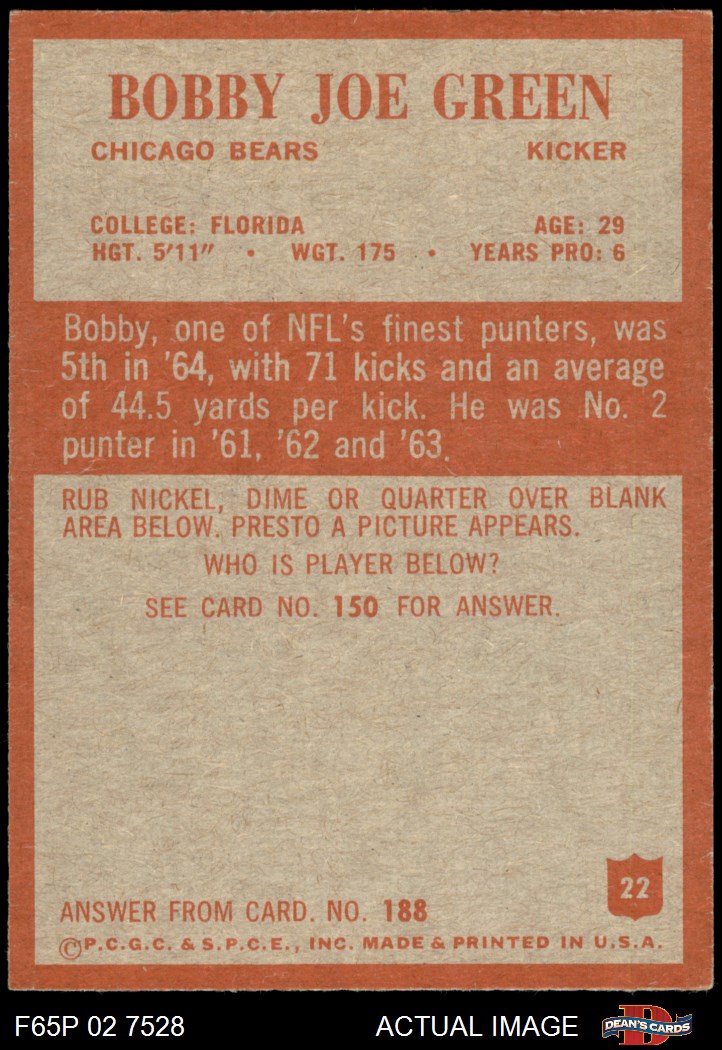 BOBBY JOE GREEN
CHICAGO BEARS KICKER
COLLEGE: FLORIDA AGE: 29
HGT. 5'11" • WGT. 175 • YEARS PRO: 6
Bobby, one of NFL's finest punters, was
5th in '64, with 71 kicks and an average
of 44.5 yards per kick. He was No. 2
punter in '61, '62 and '63.
RUB NICKEL, DIME OR QUARTER OVER BLANK
AREA BELOW. PRESTO A PICTURE APPEARS.
WHO IS PLAYER BELOW?
SEE CARD NO. 150 FOR ANSWER.
22
ANSWER FROM CARD. NO. 188
©P.C.G.C. & S.P.C.E., INC. MADE & PRINTED IN U.S.A.
F65P 02 7528 ACTUAL IMAGE D DEAN'S CARDS